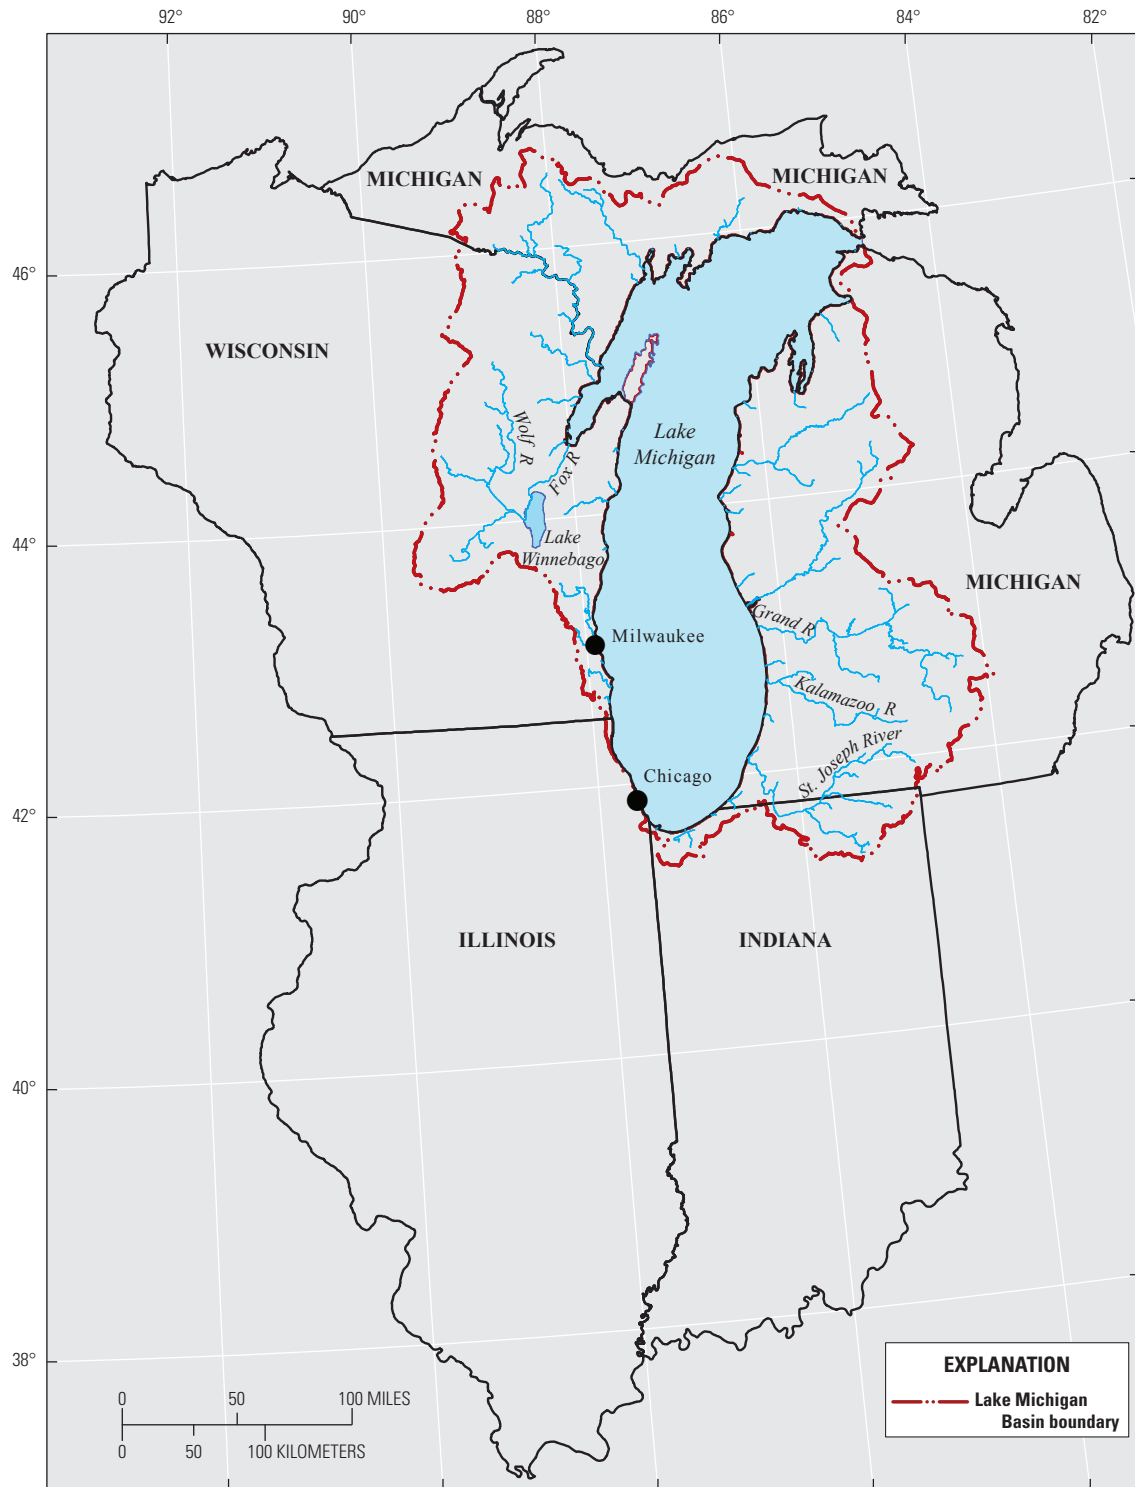 92°
90°
88°
86°
84°
82°
MICHIGAN
MICHIGAN
46°
WISCONSIN
Wolf R
Fox R
Lake
Michigan
44°
Lake
Winnebago
MICHIGAN
Grand R
Milwaukee
Kalamazoo R
St. Joseph River
Chicago
42°
ILLINOIS
INDIANA
40°
38°
EXPLANATION
Lake Michigan
Basin boundary
0
50
100 MILES
0
50
100 KILOMETERS